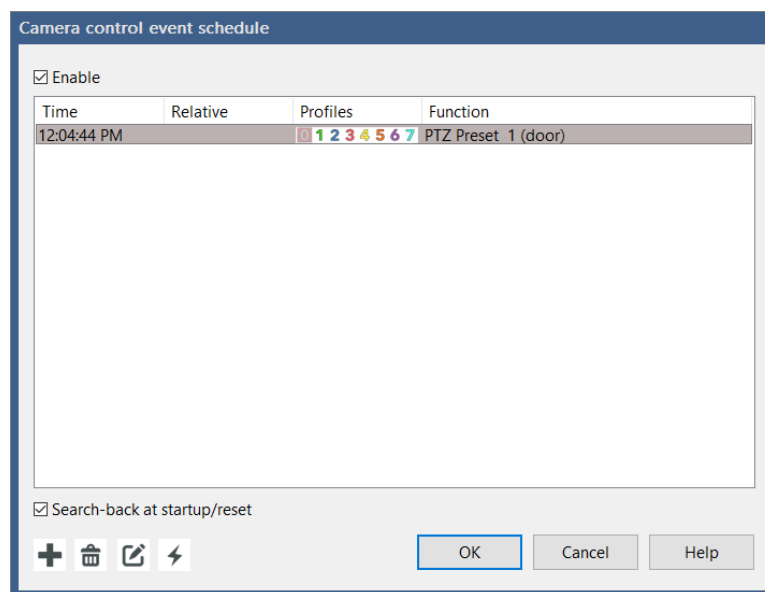 Camera control event schedule
Enable
Time Relative Profiles Function
12:04:44 PM 0 1 2 3 4 5 6 7 PTZ Preset 1 (door)
Search-back at startup/reset
OK Cancel Help